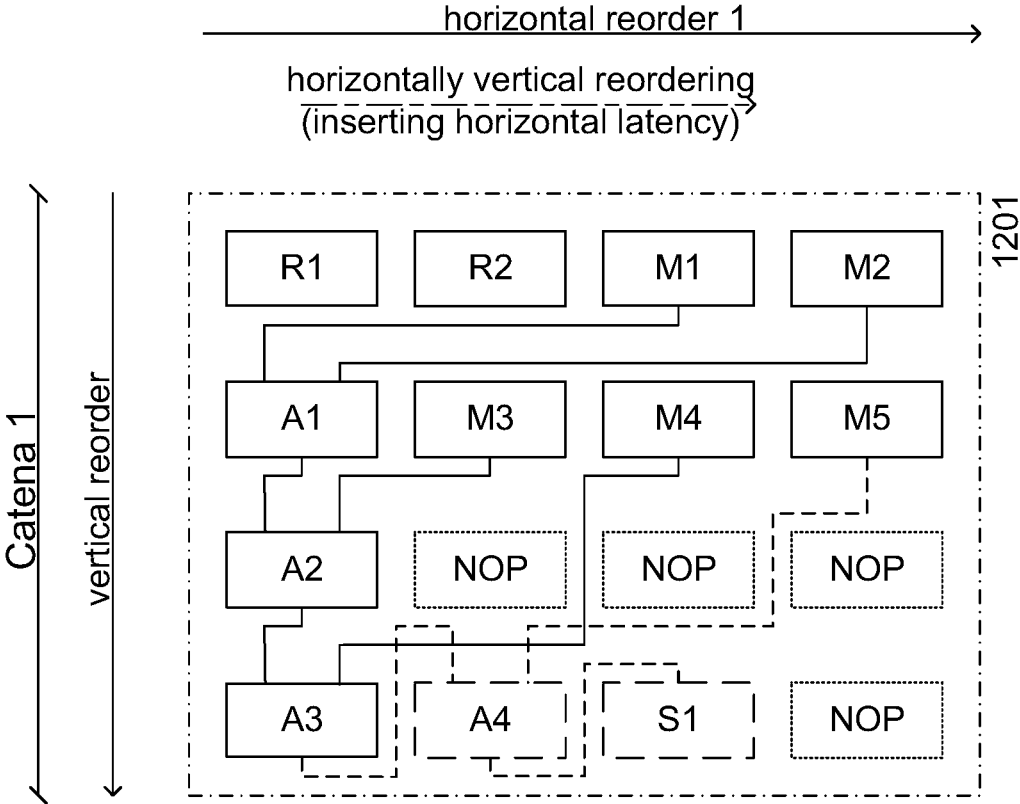 horizontal reorder 1
horizontally vertical reordering
(inserting horizontal latency)
1201
Catena 1
vertical reorder
R1 R2 M1 M2
A1 M3 M4 M5
A2 NOP NOP NOP
A3 A4 S1 NOP